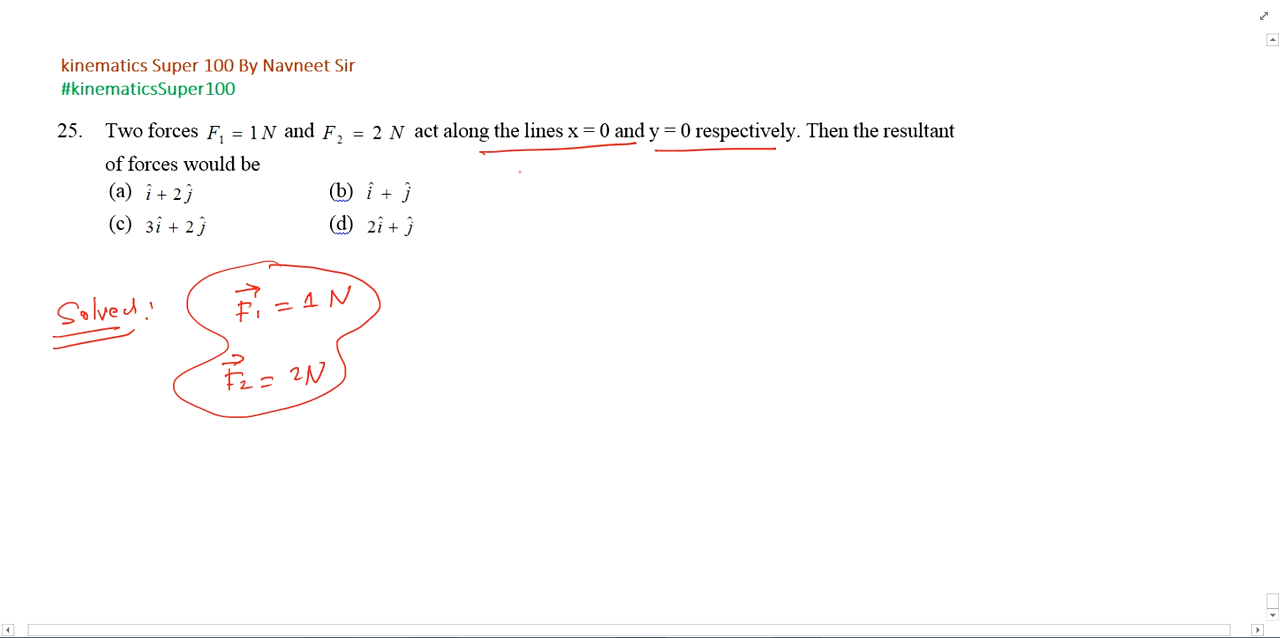 kinematics Super 100 By Navneet Sir
#kinematicsSuper100
25. Two forces F₁ = 1 N and F₂ = 2 N act along the lines x = 0 and y = 0 respectively. Then the resultant
of forces would be
(a) î + 2ĵ (b) î + ĵ
(c) 3î + 2ĵ (d) 2î + ĵ
Solved: F⃗₁ = 1 N
F⃗₂ = 2N